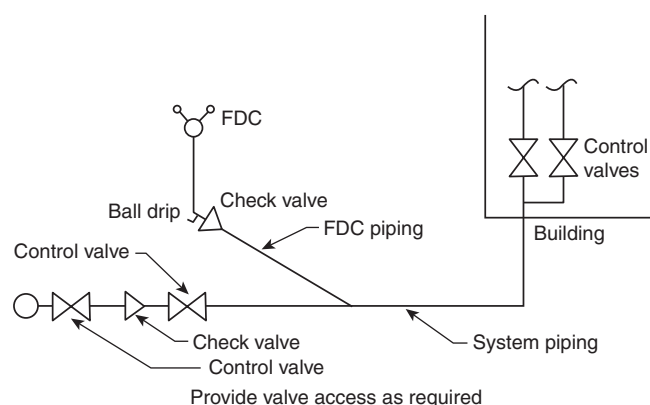 FDC
Control
valves
Check valve
Ball drip
FDC piping
Building
Control valve
Check valve
System piping
Control valve
Provide valve access as required